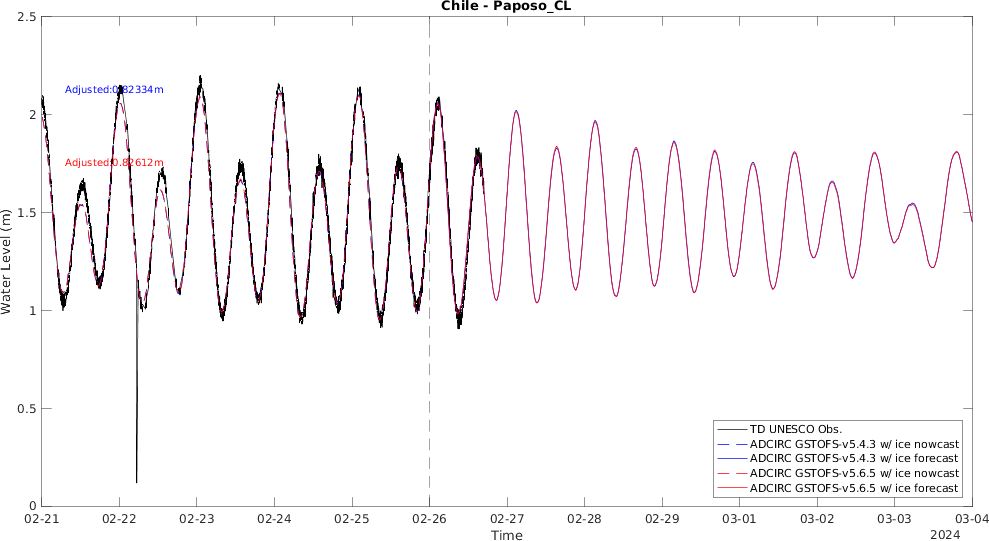 Chile - Paposo_CL
2.5
Adjusted:0.82334m
2
Adjusted:0.82612m
1.5
Water Level (m)
1
0.5
TD UNESCO Obs.
ADCIRC GSTOFS-v5.4.3 w/ ice nowcast
ADCIRC GSTOFS-v5.4.3 w/ ice forecast
ADCIRC GSTOFS-v5.6.5 w/ ice nowcast
ADCIRC GSTOFS-v5.6.5 w/ ice forecast
0
02-21 02-22 02-23 02-24 02-25 02-26 02-27 02-28 02-29 03-01 03-02 03-03 03-04
Time
2024